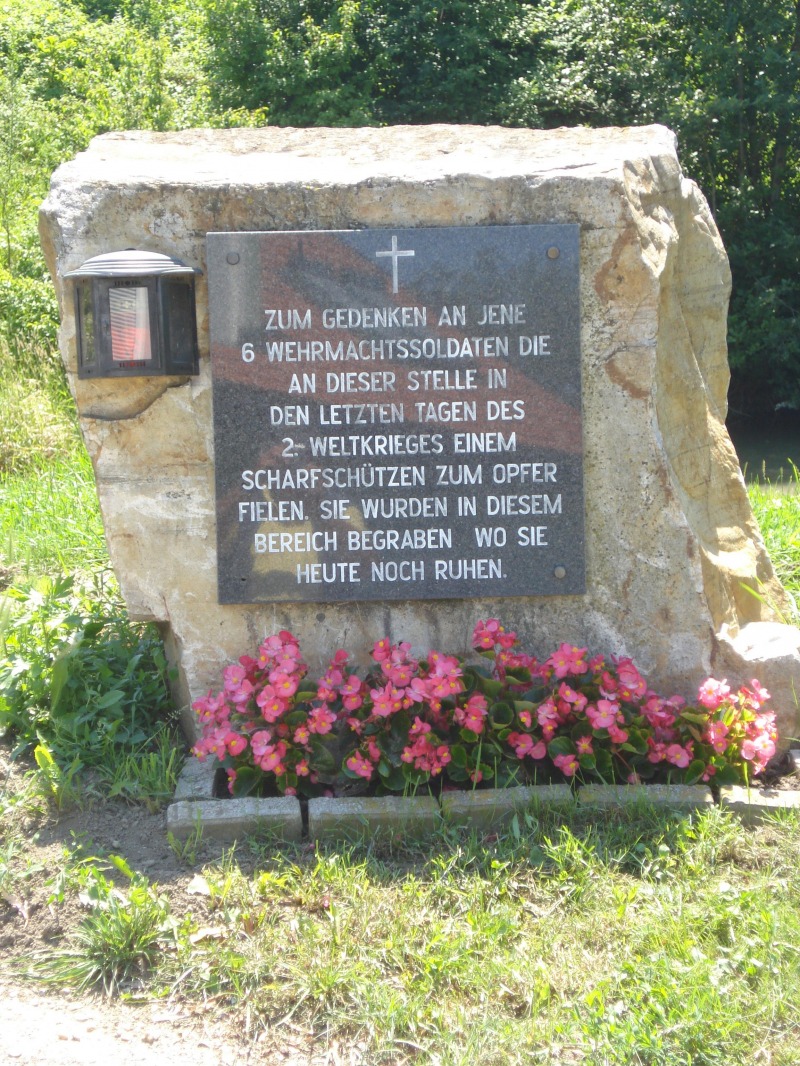 ZUM GEDENKEN AN JENE
6 WEHRMACHTSSOLDATEN DIE
AN DIESER STELLE IN
DEN LETZTEN TAGEN DES
2.- WELTKRIEGES EINEM
SCHARFSCHÜTZEN ZUM OPFER
FIELEN. SIE WURDEN IN DIESEM
BEREICH BEGRABEN WO SIE
HEUTE NOCH RUHEN.